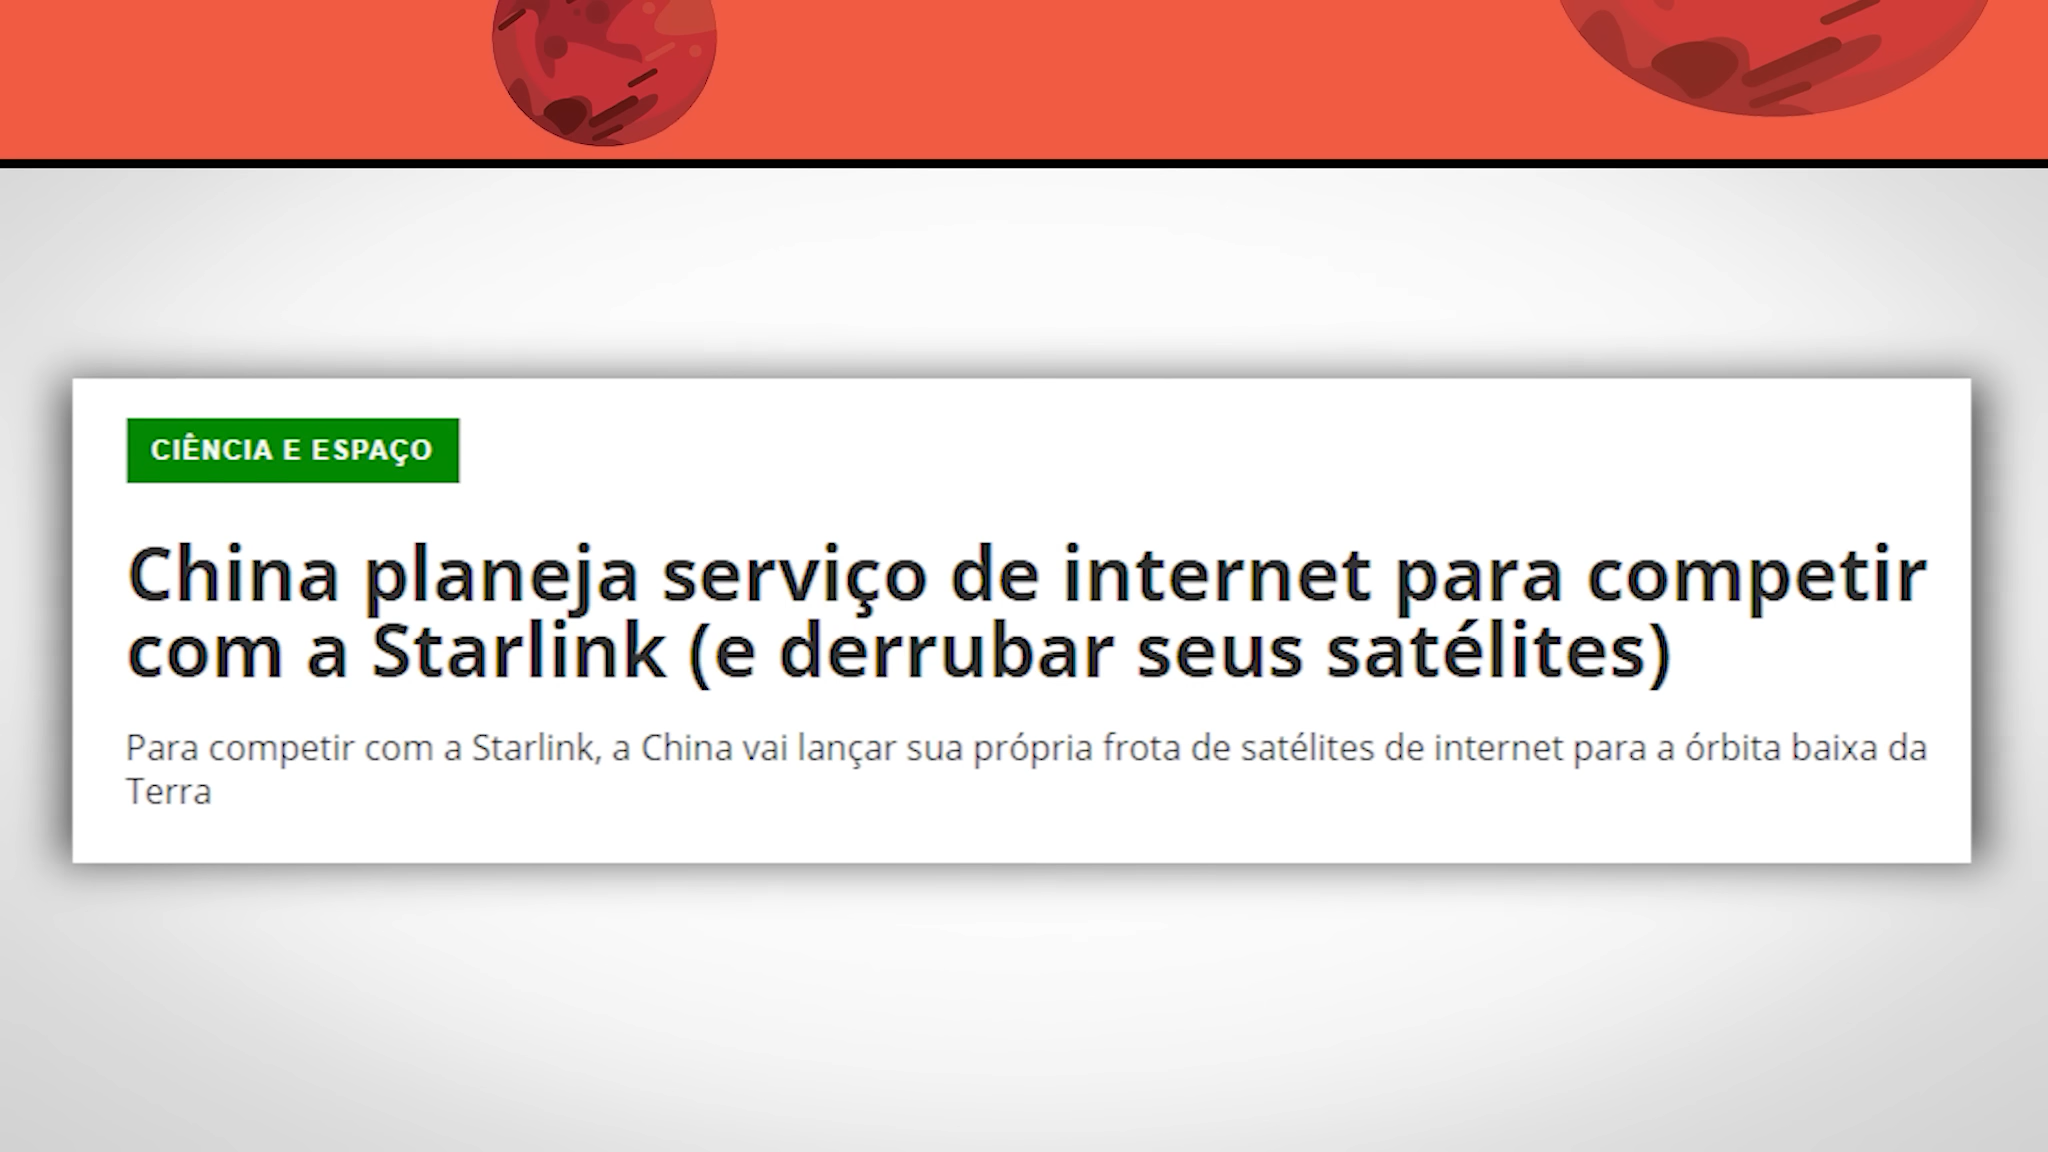 CIÊNCIA E ESPAÇO
China planeja serviço de internet para competir
com a Starlink (e derrubar seus satélites)
Para competir com a Starlink, a China vai lançar sua própria frota de satélites de internet para a órbita baixa da
Terra